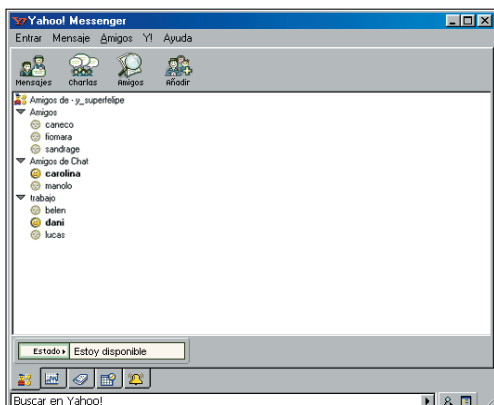 Yahoo! Messenger
Entrar Mensaje Amigos Y! Ayuda
Mensajes Charlas Amigos Añadir
Amigos de - y_superfelipe
Amigos
caneco
fiomara
sandrage
Amigos de Chat
carolina
manolo
trabajo
belen
dani
lucas
Estado Estoy disponible
Buscar en Yahoo!